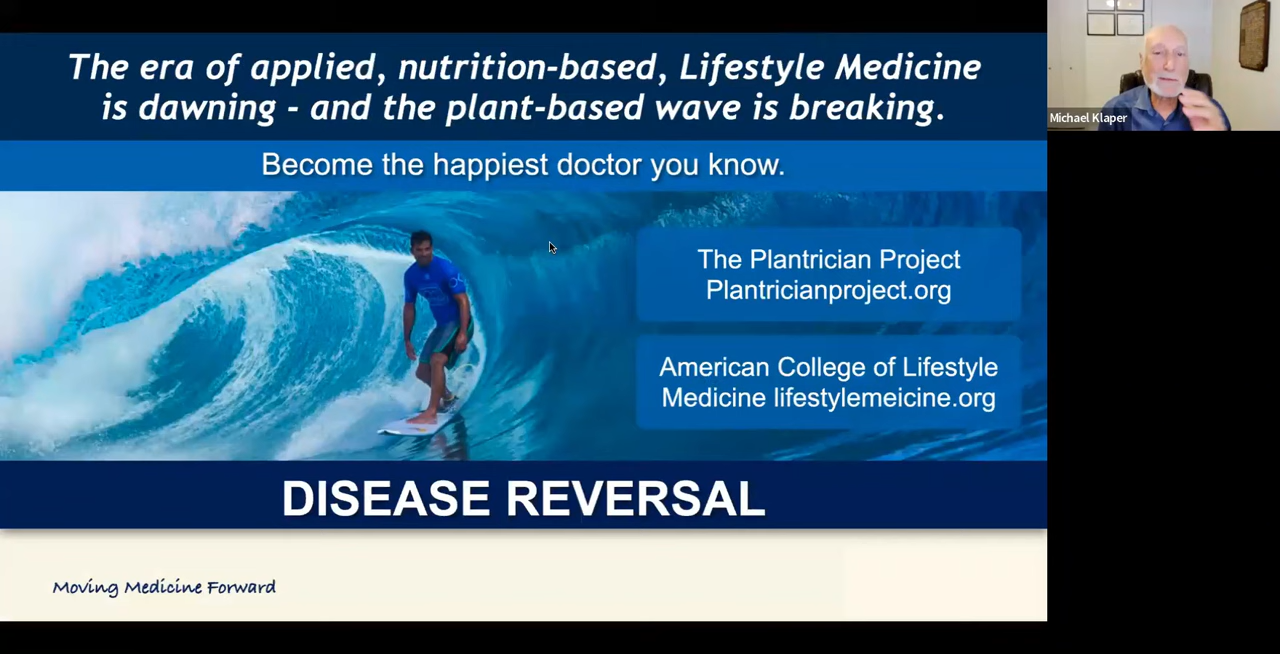 The era of applied, nutrition-based, Lifestyle Medicine
is dawning - and the plant-based wave is breaking.
Become the happiest doctor you know.
The Plantrician Project
Plantricianproject.org
American College of Lifestyle
Medicine lifestylemeicine.org
DISEASE REVERSAL
Moving Medicine Forward
Michael Klaper